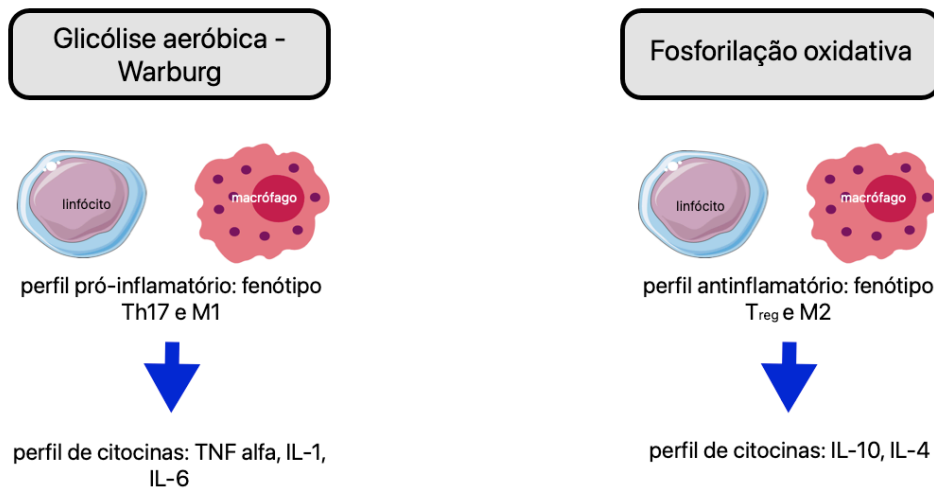 Glicólise aeróbica -
Warburg
Fosforilação oxidativa
linfócito
macrófago
linfócito
macrófago
perfil pró-inflamatório: fenótipo
Th17 e M1
perfil antinflamatório: fenótipo
Treg e M2
perfil de citocinas: TNF alfa, IL-1,
IL-6
perfil de citocinas: IL-10, IL-4